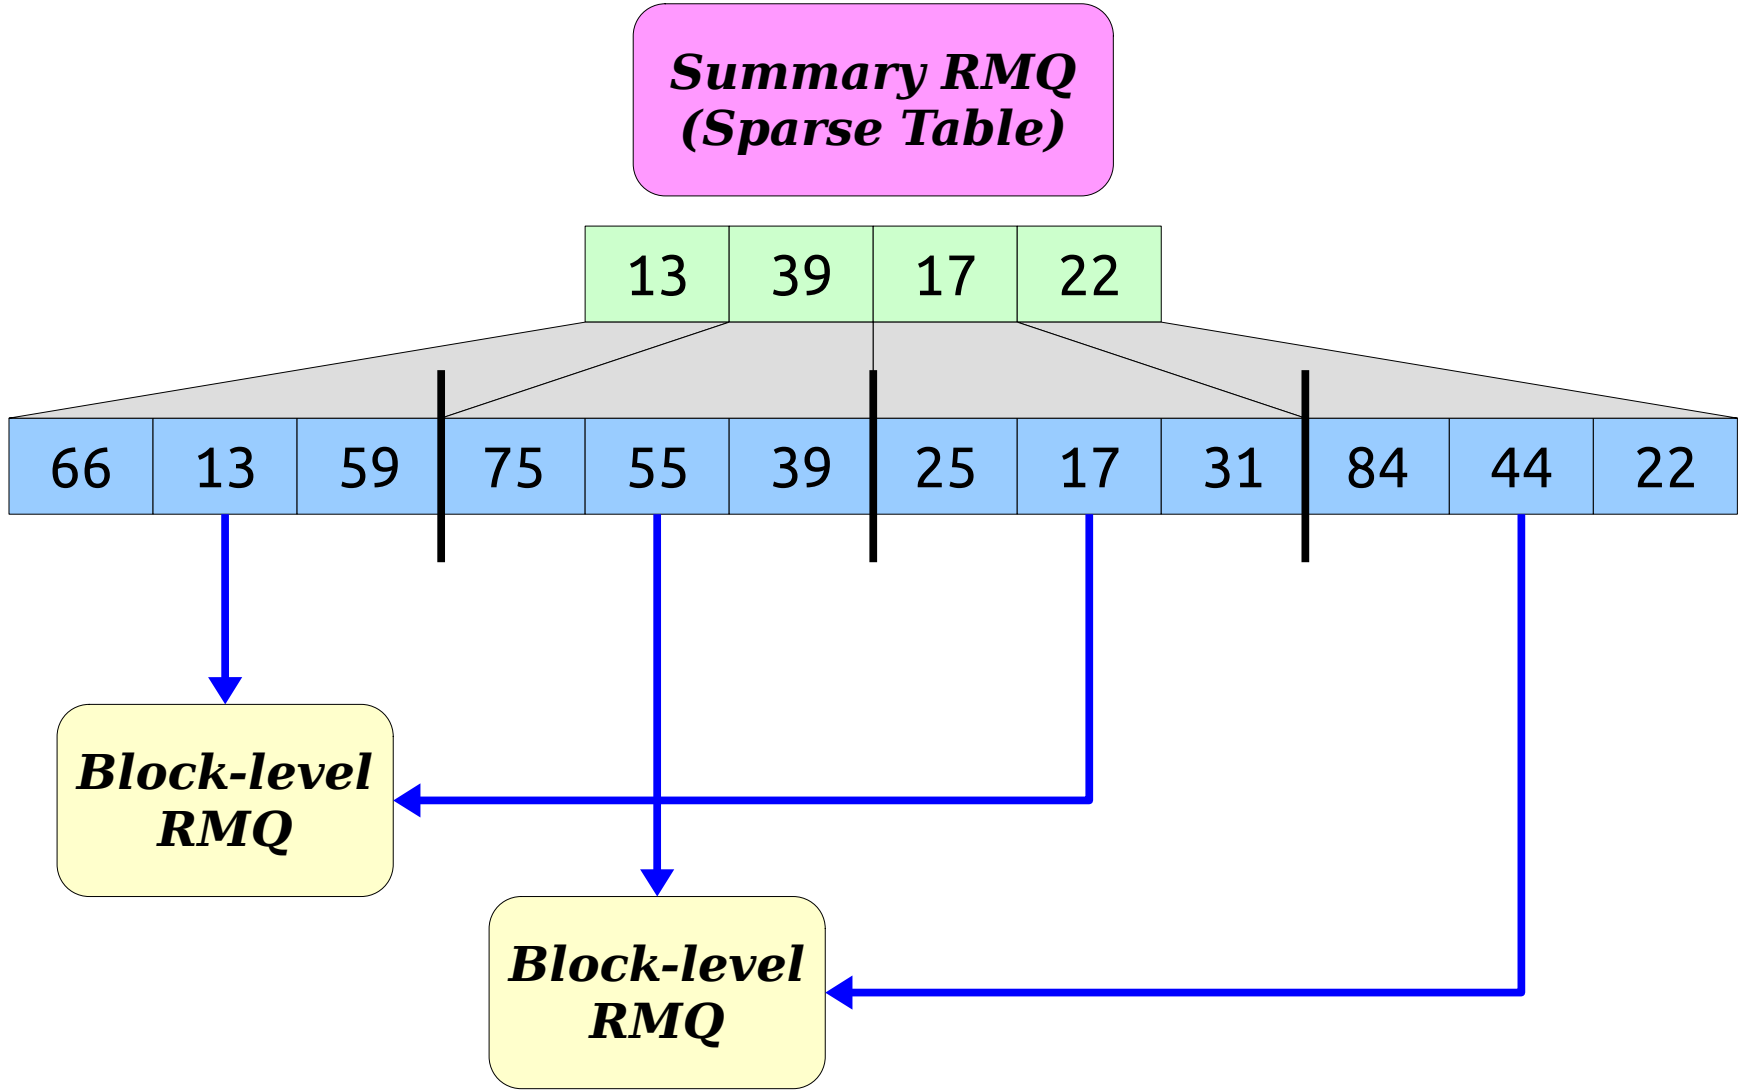 Summary RMQ
(Sparse Table)
13 39 17 22
66 13 59 75 55 39 25 17 31 84 44 22
Block-level
RMQ
Block-level
RMQ